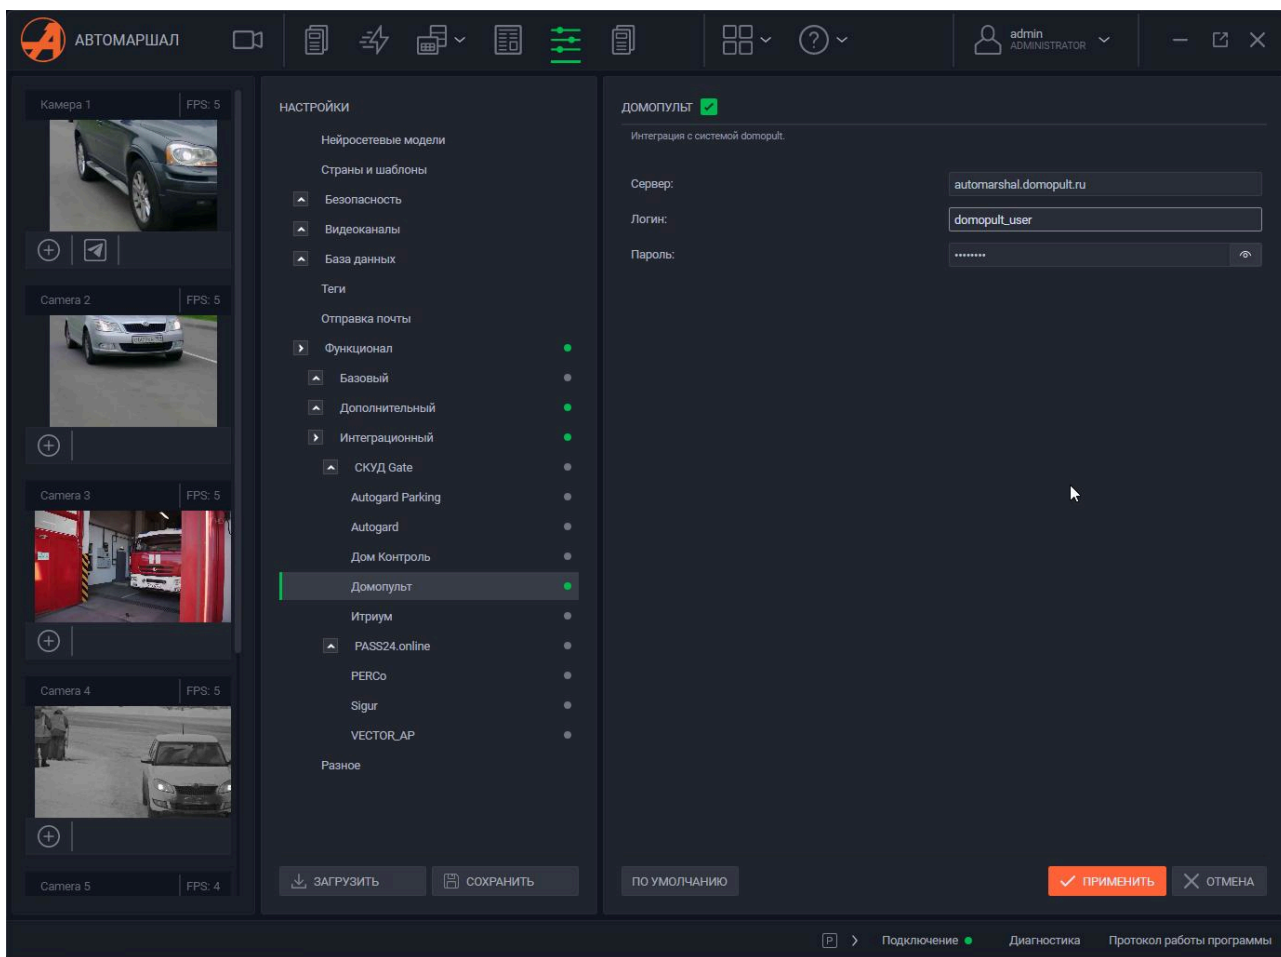 АВТОМАРШАЛ
admin
ADMINISTRATOR
Камера 1 FPS: 5
Camera 2 FPS: 5
Camera 3 FPS: 5
Camera 4 FPS: 5
Camera 5 FPS: 4
НАСТРОЙКИ
Нейросетевые модели
Страны и шаблоны
Безопасность
Видеоканалы
База данных
Теги
Отправка почты
Функционал
Базовый
Дополнительный
Интеграционный
СКУД Gate
Autogard Parking
Autogard
Дом Контроль
Домопульт
Итриум
PASS24.online
PERCo
Sigur
VECTOR_AP
Разное
ЗАГРУЗИТЬ СОХРАНИТЬ
ДОМОПУЛЬТ
Интеграция с системой domopult.
Сервер: automarshal.domopult.ru
Логин: domopult_user
Пароль: ••••••••
ПО УМОЛЧАНИЮ ПРИМЕНИТЬ ОТМЕНА
P Подключение Диагностика Протокол работы программы